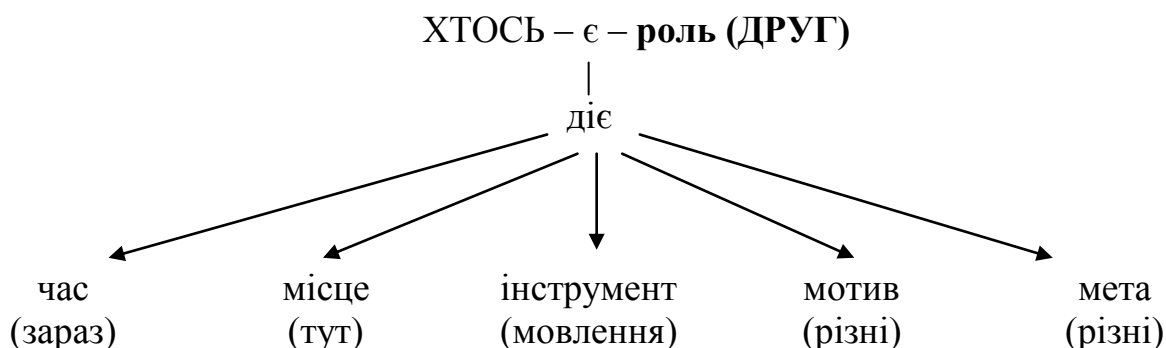 ХТОСЬ – є – роль (ДРУГ)
діє
час місце інструмент мотив мета
(зараз) (тут) (мовлення) (різні) (різні)